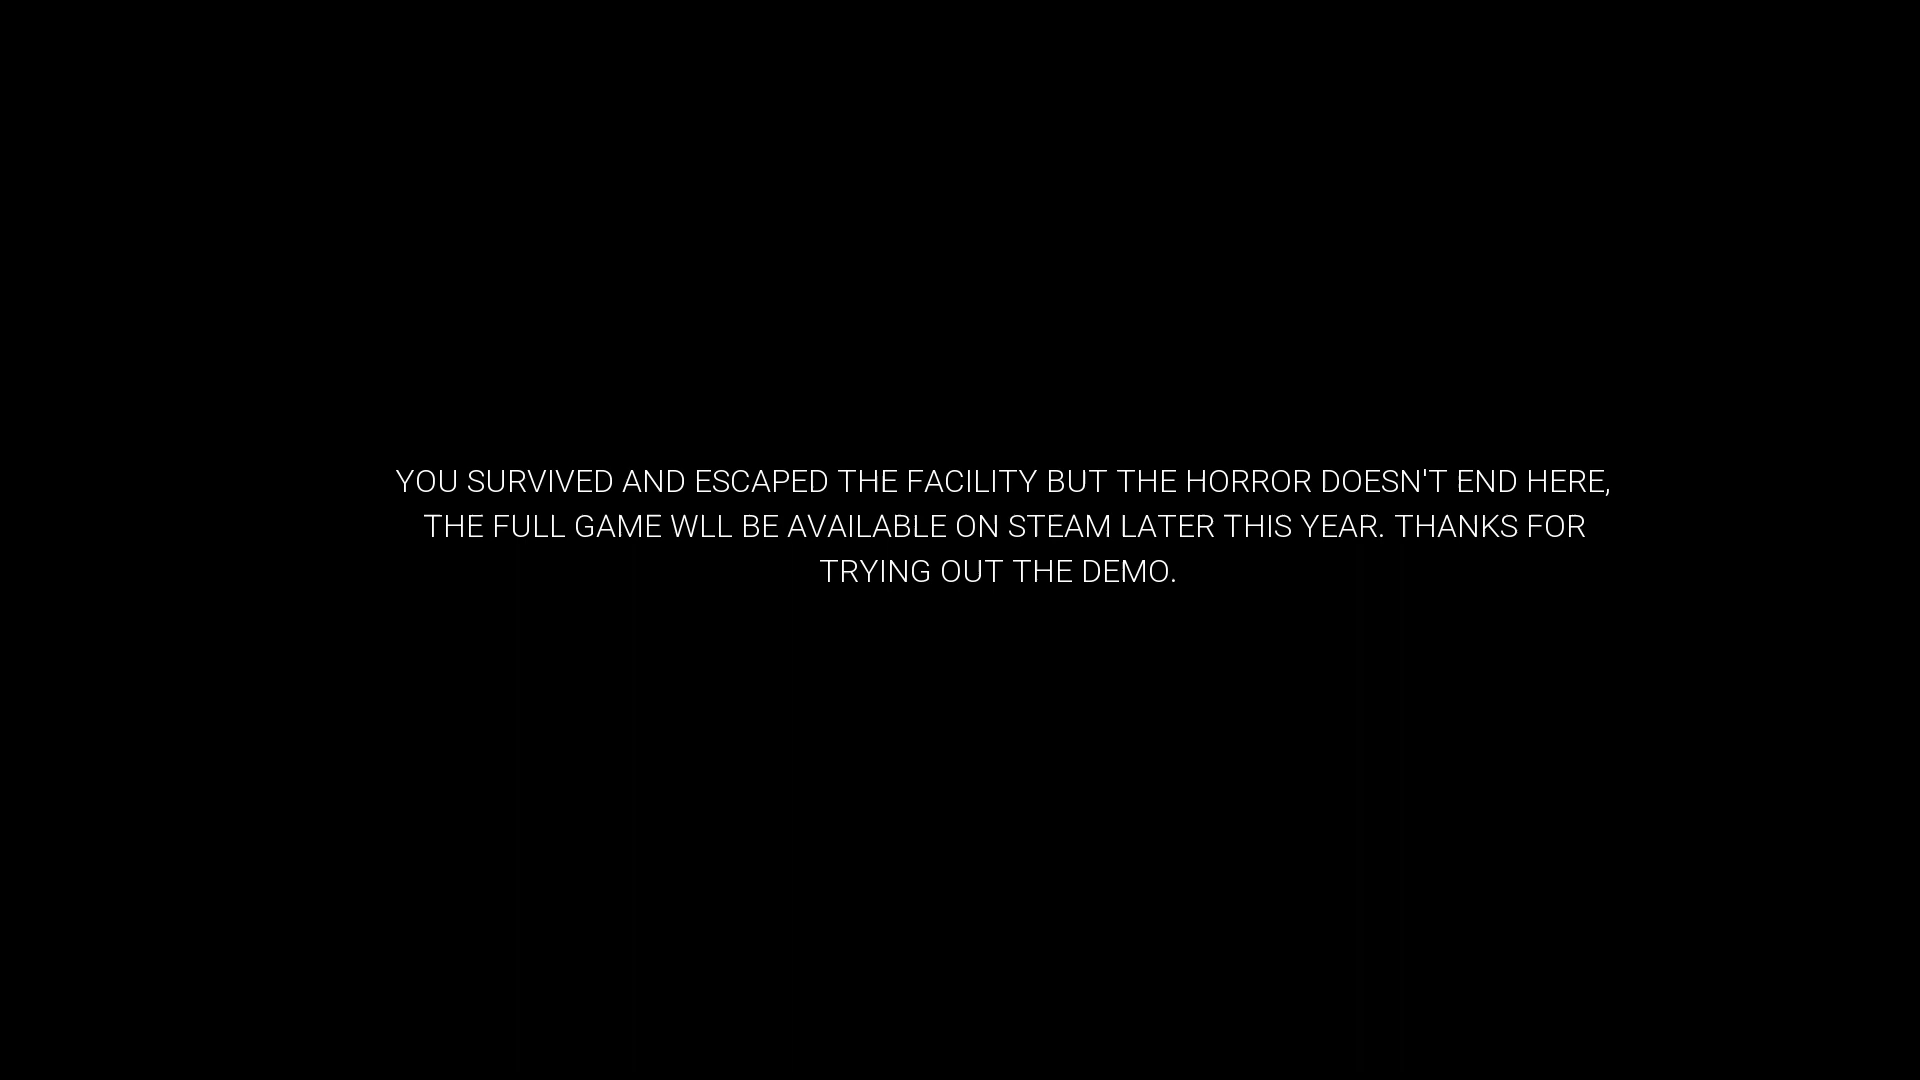 YOU SURVIVED AND ESCAPED THE FACILITY BUT THE HORROR DOESN'T END HERE,
THE FULL GAME WLL BE AVAILABLE ON STEAM LATER THIS YEAR. THANKS FOR
TRYING OUT THE DEMO.